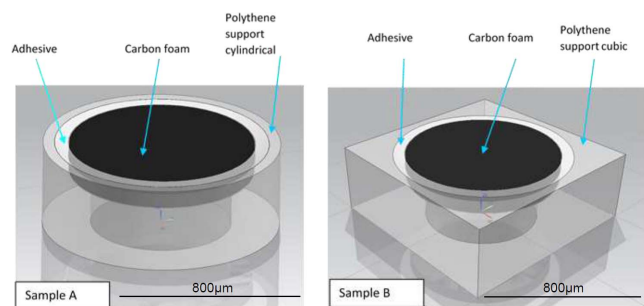 Adhesive
Carbon foam
Polythene
support
cylindrical
Sample A
800µm
Adhesive
Carbon foam
Polythene
support cubic
Sample B
800µm